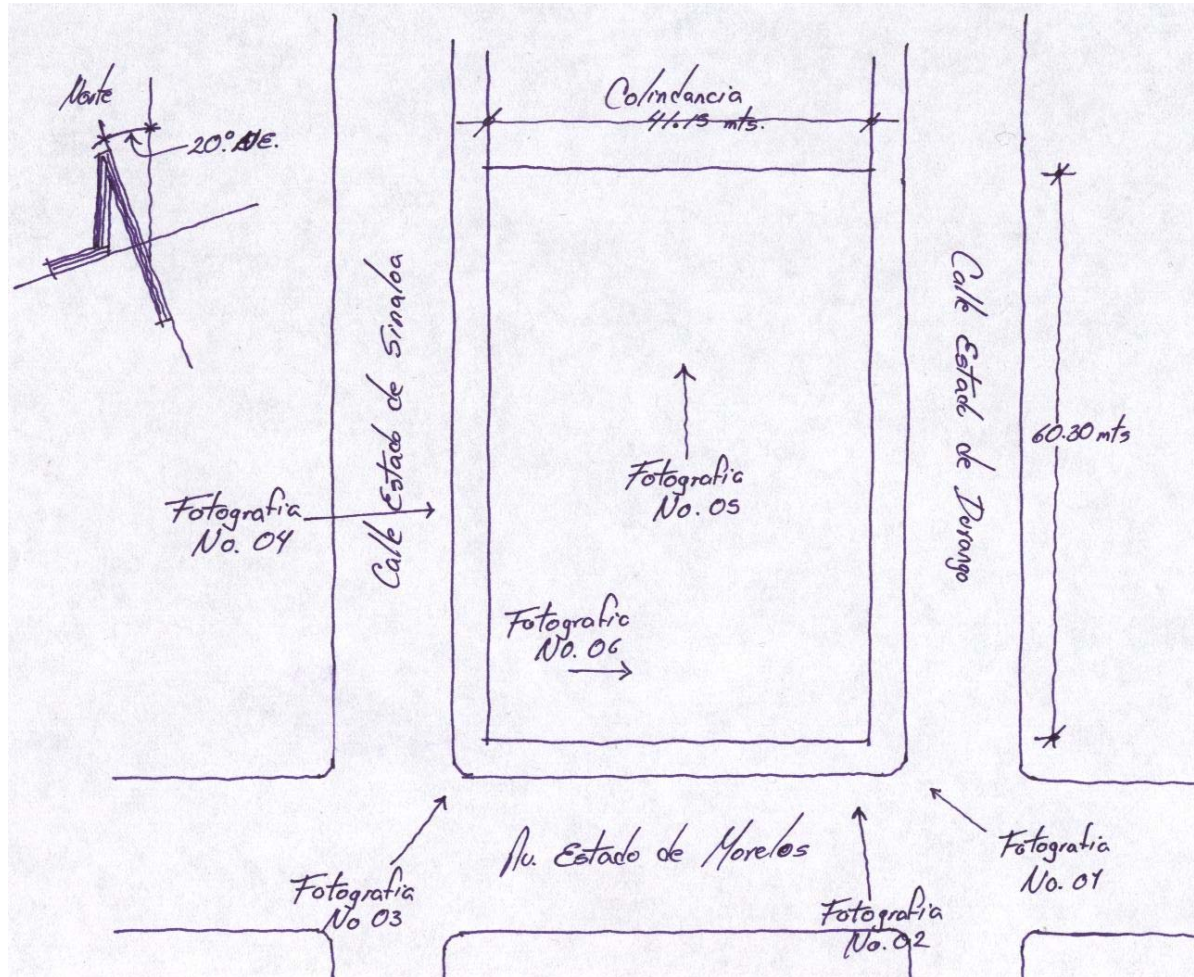 Norte
20° NE.
Colindancia
41.15 mts.
Calle Estado de Sinaloa
Calle Estado de Durango
60.30 mts
Fotografia
No. 05
Fotografia
No. 04
Fotografia
No. 06
Av. Estado de Morelos
Fotografia
No. 01
Fotografia
No 03
Fotografia
No. 02